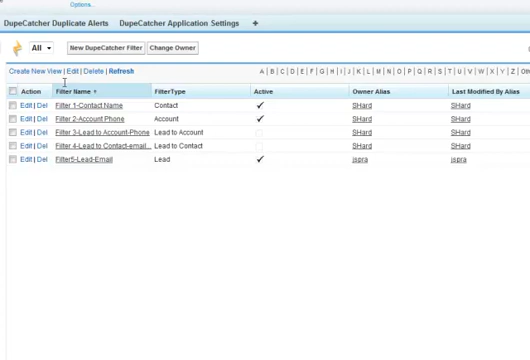 Options.
DupeCatcher Duplicate Alerts DupeCatcher Application Settings +
All New DupeCatcher Filter Change Owner
Create New View | Edit | Delete | Refresh A | B | C | D | E | F | G | H | I | J | K | L | M | N | O | P | Q | R | S | T | U | V | W | X | Y | Z | Oth
Action Filter Name FilterType Active Owner Alias Last Modified By Alias
Edit | Del Filter 1-Contact Name Contact SHard SHard
Edit | Del Filter 2-Account Phone Account SHard SHard
Edit | Del Filter 3-Lead to Account-Phone Lead to Account SHard SHard
Edit | Del Filter 4-Lead to Contact-email... Lead to Contact SHard SHard
Edit | Del Filter5-Lead-Email Lead jspra jspra